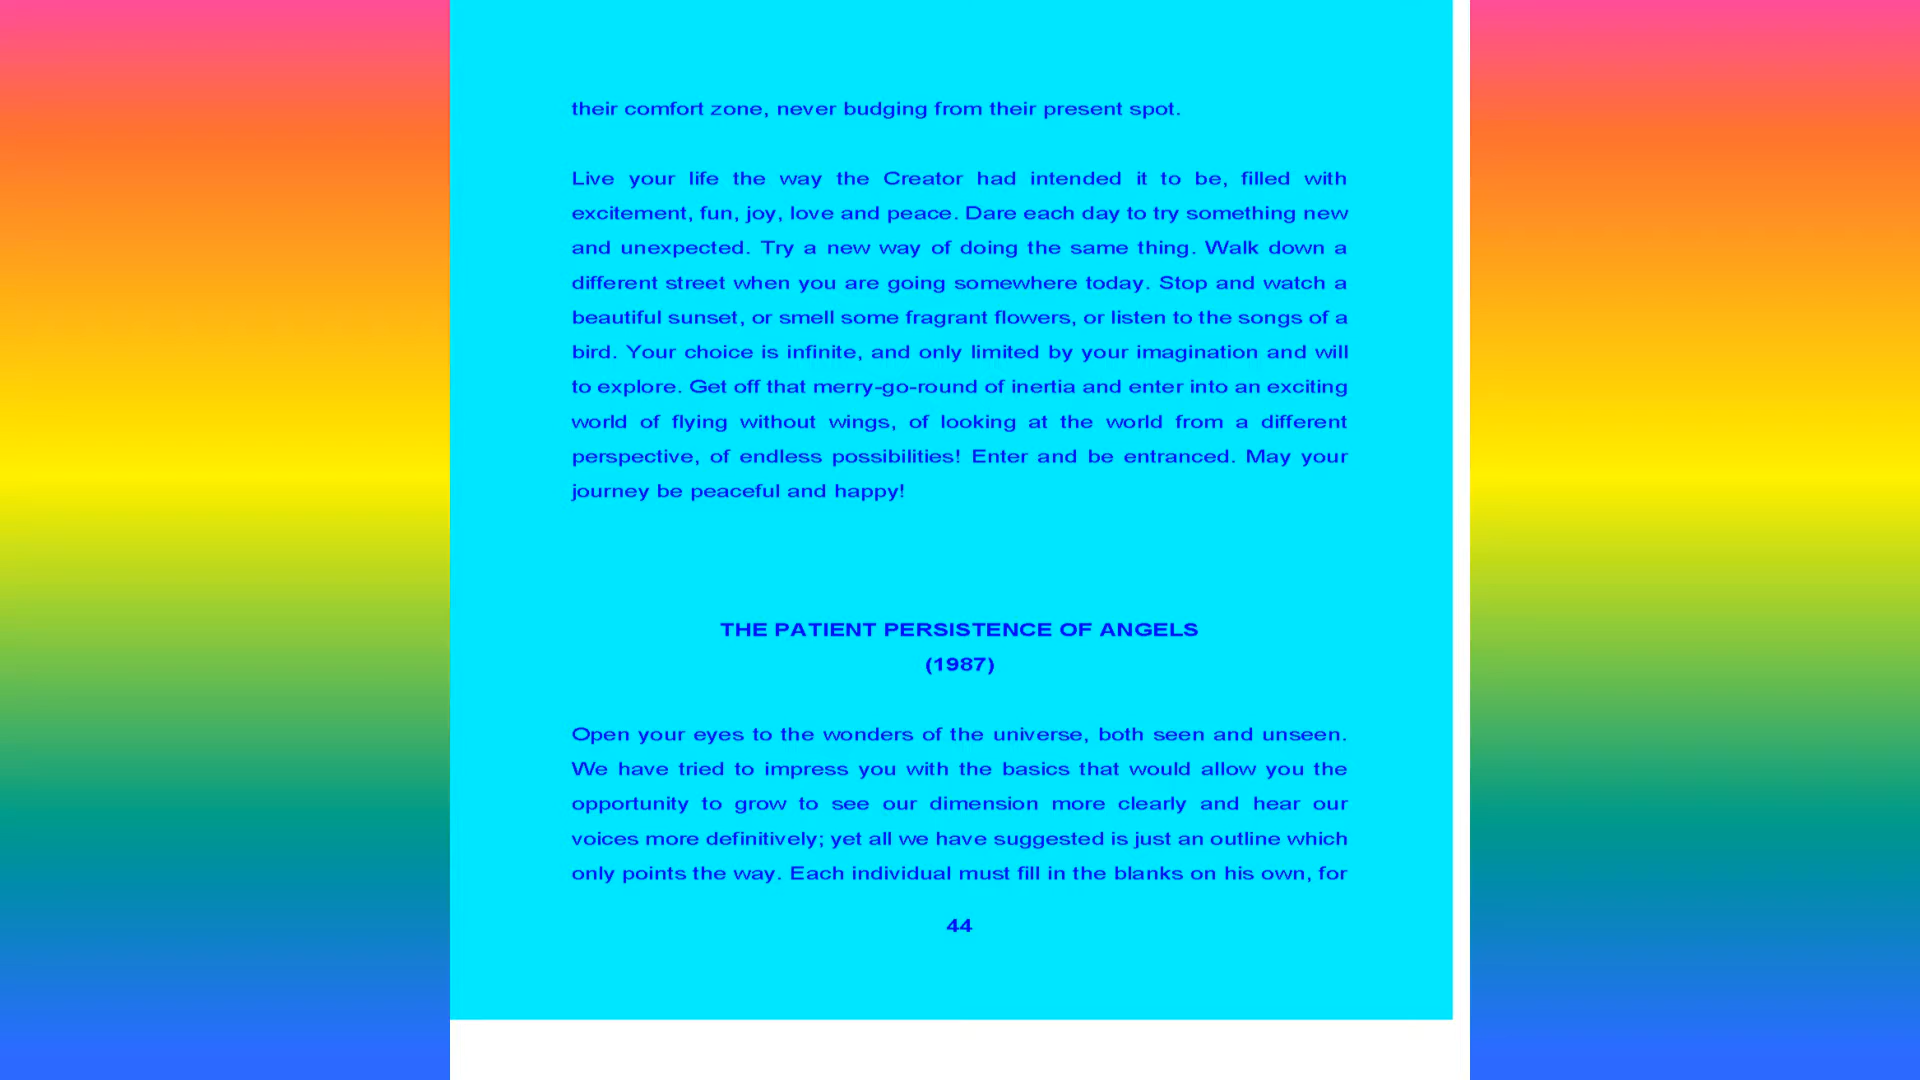 their comfort zone, never budging from their present spot.
Live your life the way the Creator had intended it to be, filled with
excitement, fun, joy, love and peace. Dare each day to try something new
and unexpected. Try a new way of doing the same thing. Walk down a
different street when you are going somewhere today. Stop and watch a
beautiful sunset, or smell some fragrant flowers, or listen to the songs of a
bird. Your choice is infinite, and only limited by your imagination and will
to explore. Get off that merry-go-round of inertia and enter into an exciting
world of flying without wings, of looking at the world from a different
perspective, of endless possibilities! Enter and be entranced. May your
journey be peaceful and happy!
THE PATIENT PERSISTENCE OF ANGELS
(1987)
Open your eyes to the wonders of the universe, both seen and unseen.
We have tried to impress you with the basics that would allow you the
opportunity to grow to see our dimension more clearly and hear our
voices more definitively; yet all we have suggested is just an outline which
only points the way. Each individual must fill in the blanks on his own, for
44